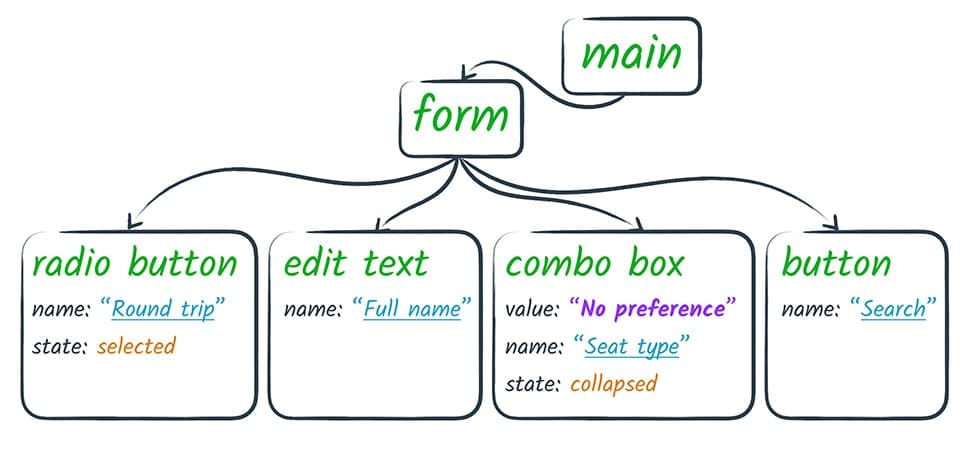 main
form
radio button
name: “Round trip”
state: selected
edit text
name: “Full name”
combo box
value: “No preference”
name: “Seat type”
state: collapsed
button
name: “Search”